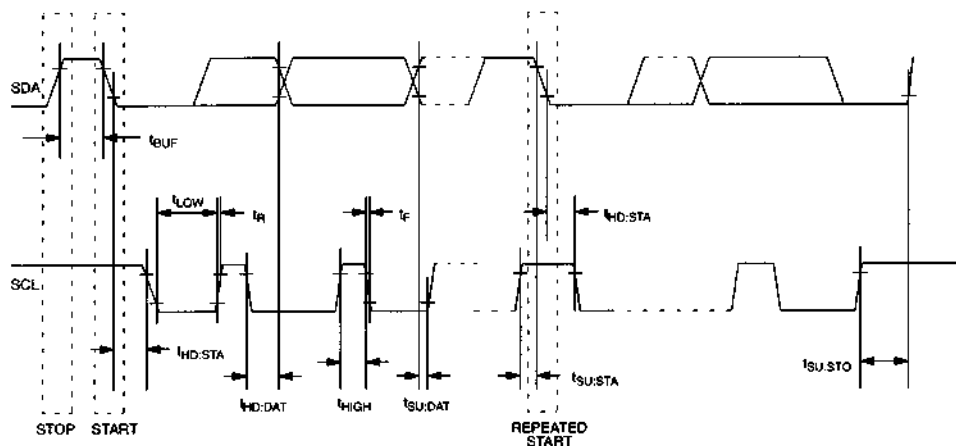 SDA
tBUF
tLOW
tR
tF
tHD:STA
SCL
tHD:STA
tHD:DAT
tHIGH
tSU:DAT
tSU:STA
tSU:STO
STOP
START
REPEATED
START